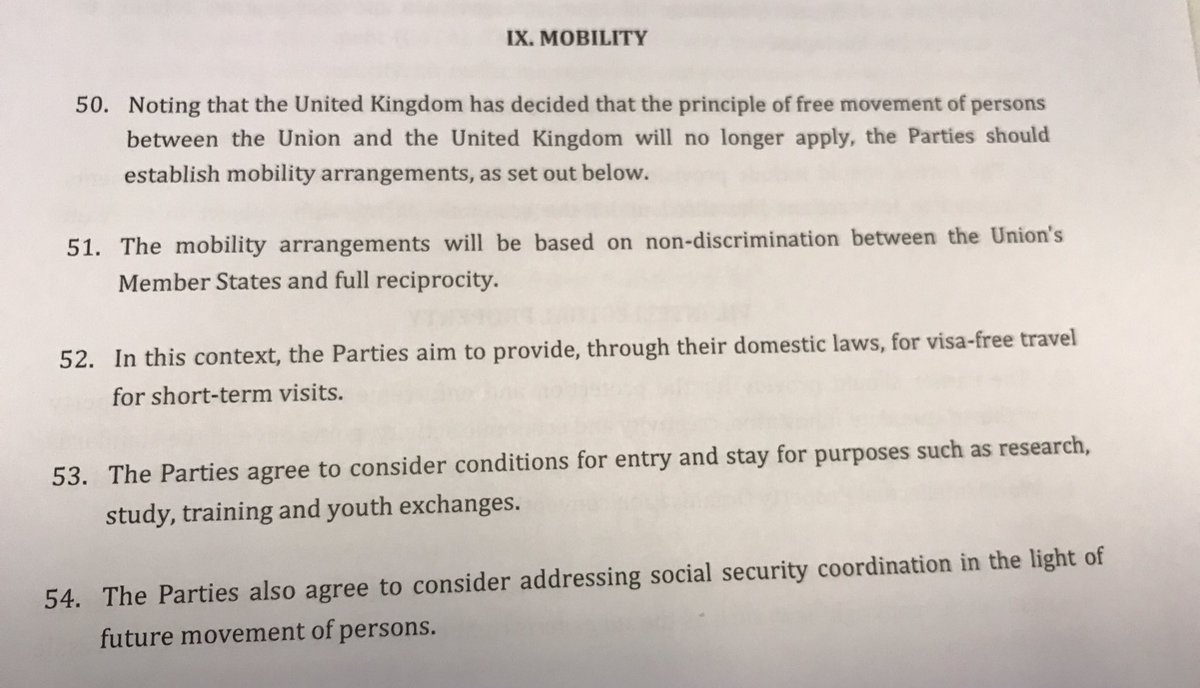 IX. MOBILITY
50. Noting that the United Kingdom has decided that the principle of free movement of persons
between the Union and the United Kingdom will no longer apply, the Parties should
establish mobility arrangements, as set out below.
51. The mobility arrangements will be based on non-discrimination between the Union's
Member States and full reciprocity.
52. In this context, the Parties aim to provide, through their domestic laws, for visa-free travel
for short-term visits.
53. The Parties agree to consider conditions for entry and stay for purposes such as research,
study, training and youth exchanges.
54. The Parties also agree to consider addressing social security coordination in the light of
future movement of persons.